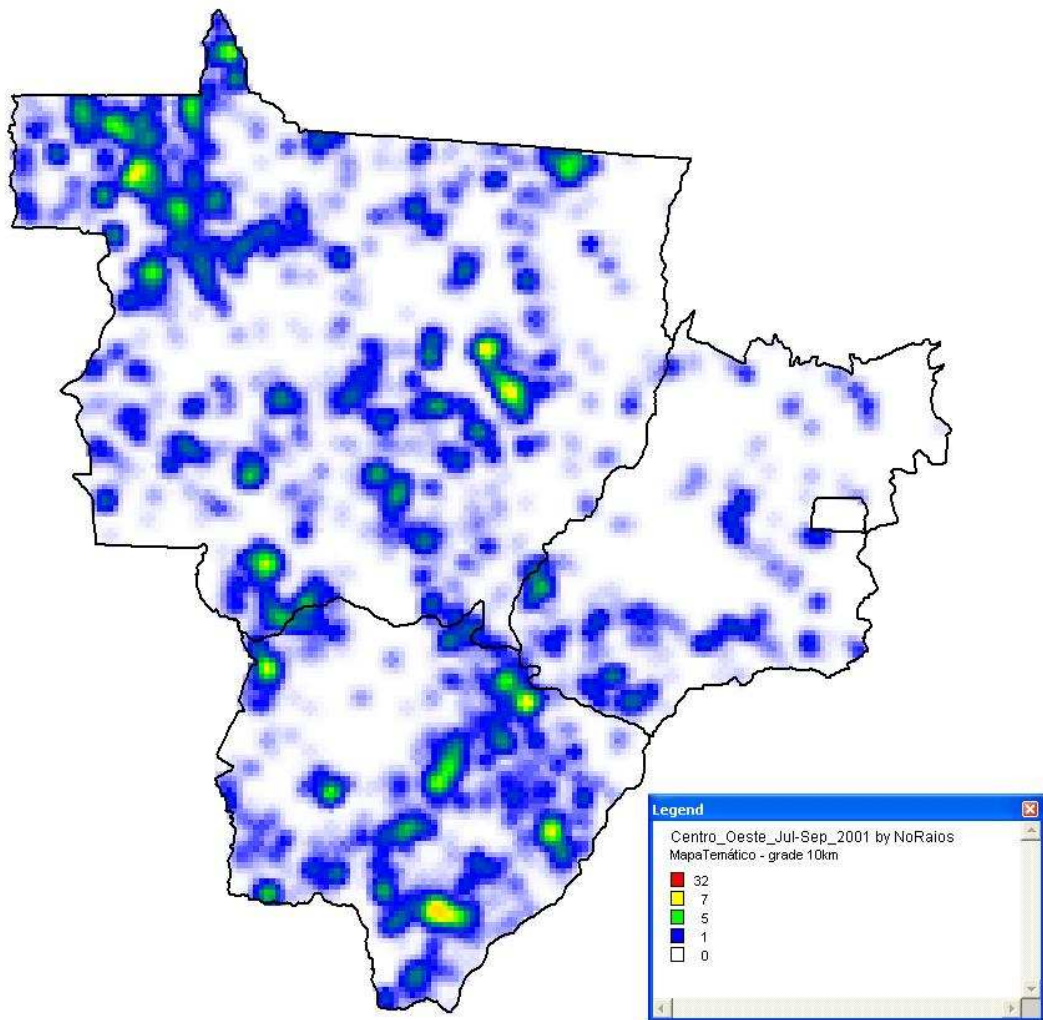 Legend
Centro_Oeste_Jul-Sep_2001 by NoRaios
MapaTemático - grade 10km
32
7
5
1
0